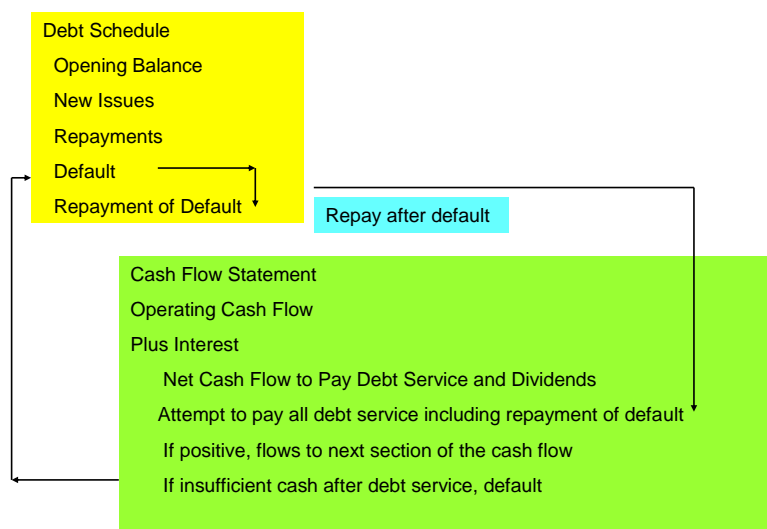 Debt Schedule
Opening Balance
New Issues
Repayments
Default
Repayment of Default
Repay after default
Cash Flow Statement
Operating Cash Flow
Plus Interest
Net Cash Flow to Pay Debt Service and Dividends
Attempt to pay all debt service including repayment of default
If positive, flows to next section of the cash flow
If insufficient cash after debt service, default